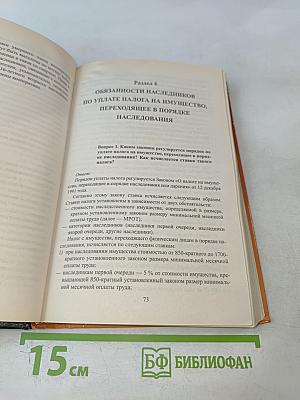 Раздел 6
ОБЯЗАННОСТИ НАСЛЕДНИКОВ
ПО УПЛАТЕ НАЛОГА НА ИМУЩЕСТВО,
ПЕРЕХОДЯЩЕЕ В ПОРЯДКЕ
НАСЛЕДОВАНИЯ
Вопрос 1. Каким законом регулируется порядок по
уплате налога на имущество, переходящее в поряд-
ке наследования? Как исчисляется ставка такого
налога?
Ответ:
Порядок уплаты налога регулируется Законом «О налоге на имуще-
ство, переходящее в порядке наследования или дарения» от 12 декабря
1991 года.
Согласно этому закону ставка исчисляется следующим образом.
Ставки налога установлены в зависимости от двух обстоятельств:
— стоимости наследственного имущества, определяемой в размере,
кратном установленному законом размеру минимальной месячной
оплаты труда (далее — МРОТ);
— категории наследников (наследники первой очереди, наследники
второй очереди, другие наследники).
Налог с имущества, переходящего физическим лицам в порядке на-
следования, исчисляется по следующим ставкам:
1) при наследовании имущества стоимостью от 850-кратного до 1700-
кратного установленного законом размера минимальной месячной
оплаты труда:
— наследникам первой очереди — 5 % от стоимости имущества, пре-
вышающей 850-кратный установленный законом размер минималь-
ной месячной оплаты труда;
73
15 см
БФ БИБЛИОФАН